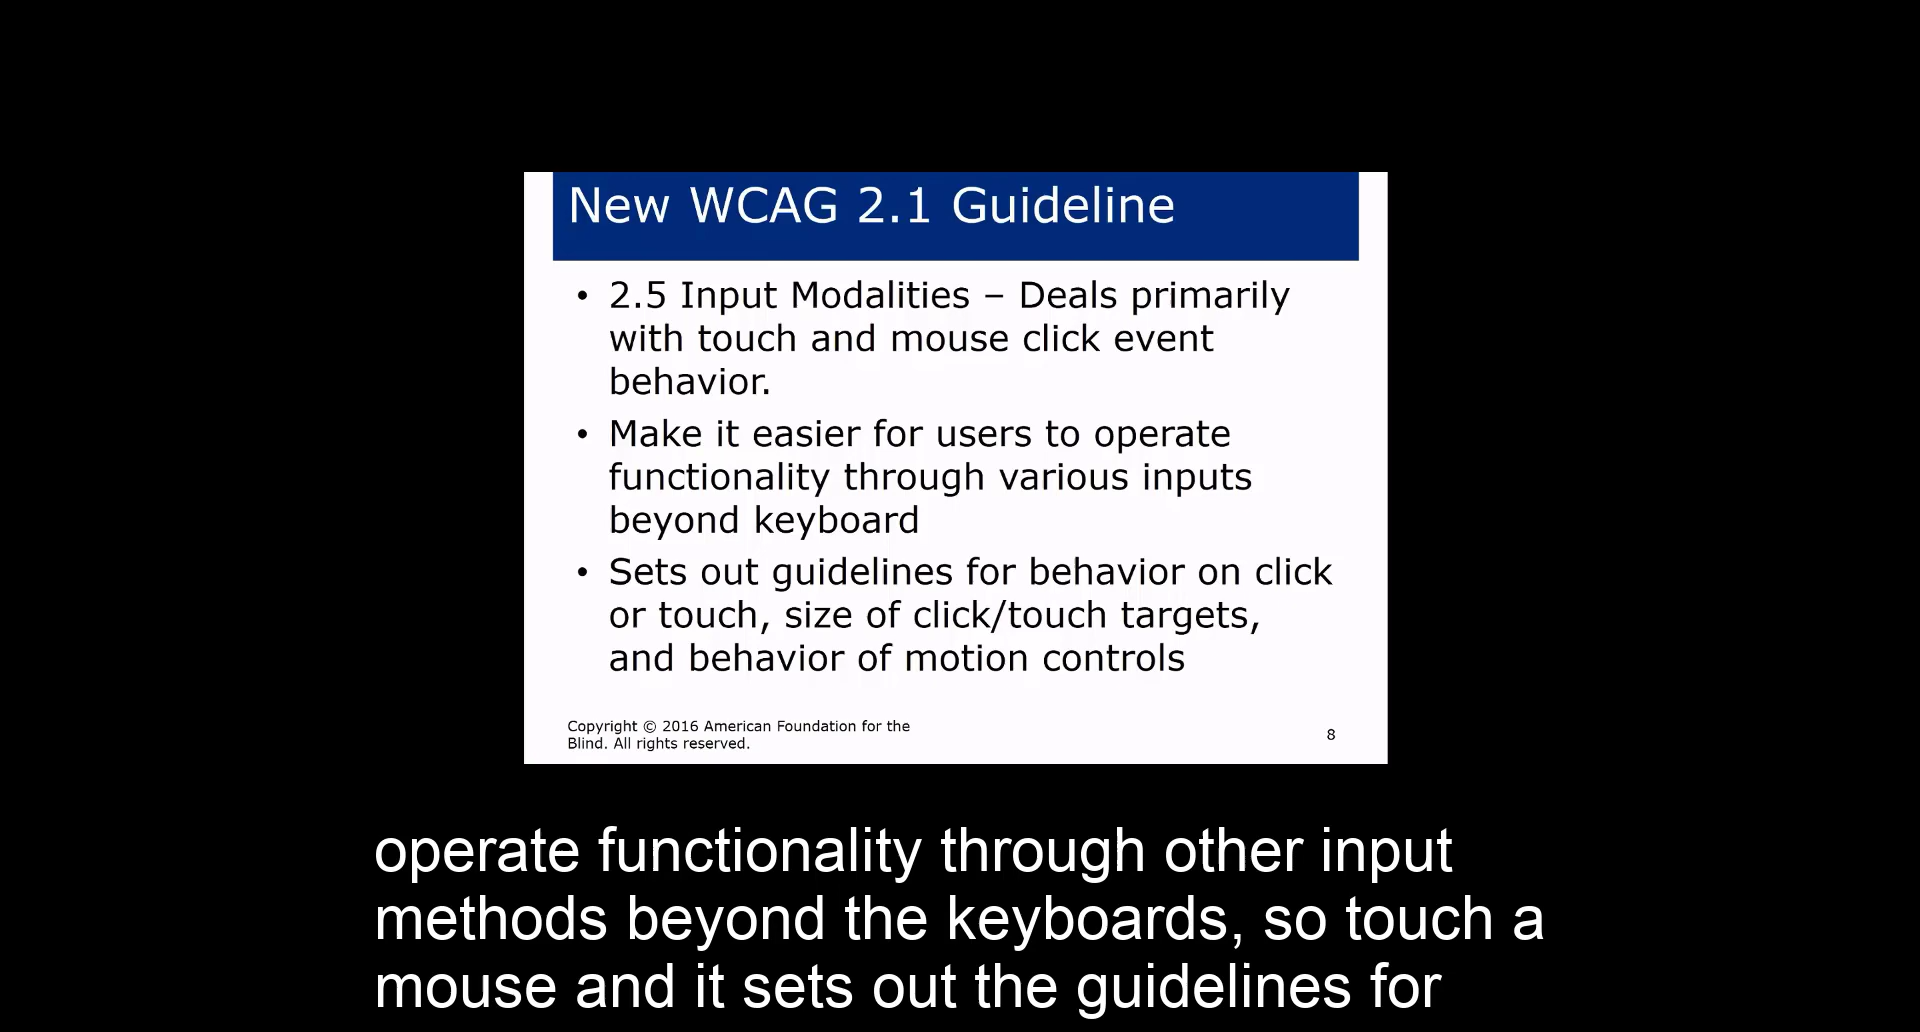 New WCAG 2.1 Guideline
• 2.5 Input Modalities – Deals primarily
with touch and mouse click event
behavior.
• Make it easier for users to operate
functionality through various inputs
beyond keyboard
• Sets out guidelines for behavior on click
or touch, size of click/touch targets,
and behavior of motion controls
Copyright © 2016 American Foundation for the
Blind. All rights reserved.
8
operate functionality through other input
methods beyond the keyboards, so touch a
mouse and it sets out the guidelines for